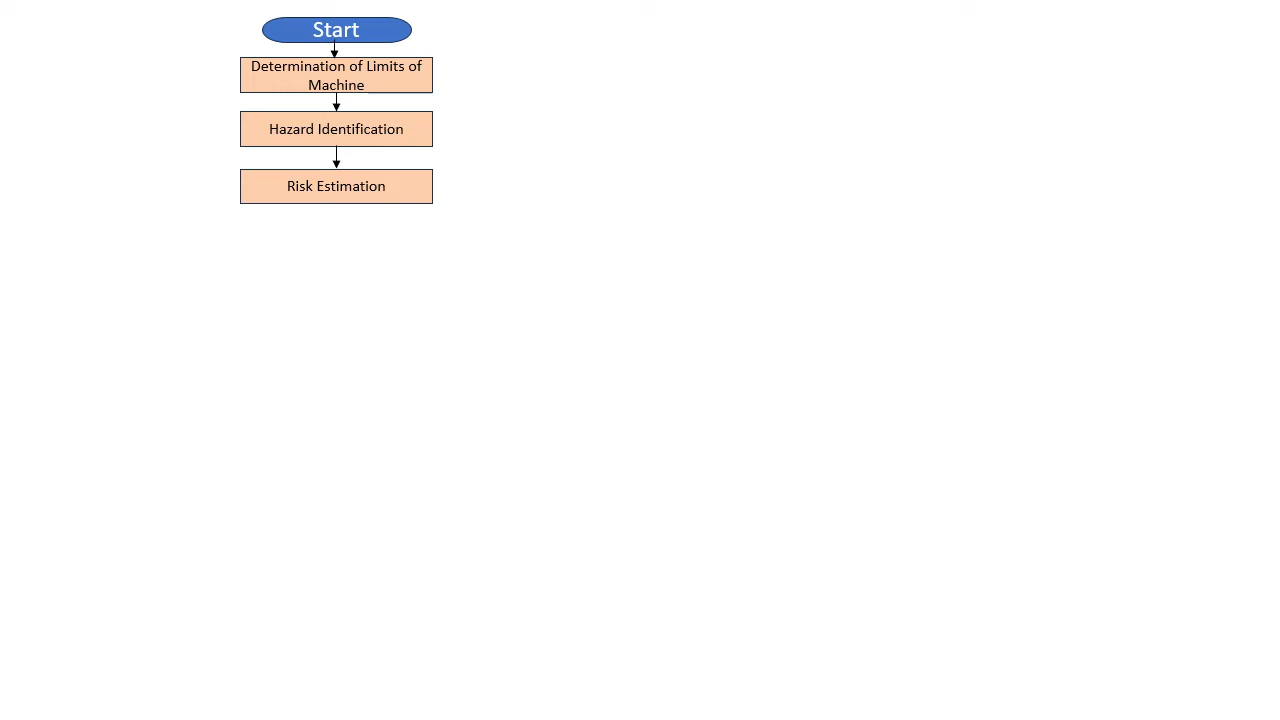 Start
Determination of Limits of
Machine
Hazard Identification
Risk Estimation